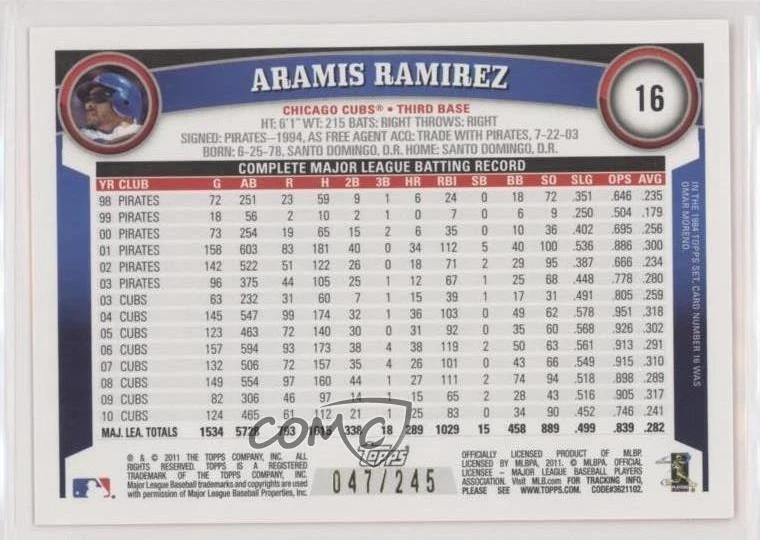 ARAMIS RAMIREZ
16
CHICAGO CUBS® • THIRD BASE
HT: 6'1" WT: 215 BATS: RIGHT THROWS: RIGHT
SIGNED: PIRATES–1994, AS FREE AGENT ACQ: TRADE WITH PIRATES, 7-22-03
BORN: 6-25-78, SANTO DOMINGO, D.R. HOME: SANTO DOMINGO, D.R.
COMPLETE MAJOR LEAGUE BATTING RECORD
YR CLUB G AB R H 2B 3B HR RBI SB BB SO SLG OPS AVG
98 PIRATES 72 251 23 59 9 1 6 24 0 18 72 .351 .646 .235
99 PIRATES 18 56 2 10 2 1 0 7 0 6 9 .250 .504 .179
00 PIRATES 73 254 19 65 15 2 6 35 0 10 36 .402 .695 .256
01 PIRATES 158 603 83 181 40 0 34 112 5 40 100 .536 .886 .300
02 PIRATES 142 522 51 122 26 0 18 71 2 29 95 .387 .666 .234
03 PIRATES 96 375 44 105 25 1 12 67 1 25 68 .448 .778 .280
03 CUBS 63 232 31 60 7 1 15 39 1 17 31 .491 .805 .259
04 CUBS 145 547 99 174 32 1 36 103 0 49 62 .578 .951 .318
05 CUBS 123 463 72 140 30 0 31 92 0 35 60 .568 .926 .302
06 CUBS 157 594 93 173 38 4 38 119 2 50 63 .561 .913 .291
07 CUBS 132 506 72 157 35 4 26 101 0 43 66 .549 .915 .310
08 CUBS 149 554 97 160 44 1 27 111 2 74 94 .518 .898 .289
09 CUBS 82 306 46 97 14 1 15 65 2 28 43 .516 .905 .317
10 CUBS 124 465 61 112 21 1 25 83 0 34 90 .452 .746 .241
MAJ. LEA. TOTALS 1534 5728 793 1615 338 18 289 1029 15 458 889 .499 .839 .282
IN THE 1984 TOPPS SET, CARD NUMBER 16 WAS
OMAR MORENO.
COMC
® & © 2011 THE TOPPS COMPANY, INC. ALL
RIGHTS RESERVED. TOPPS IS A REGISTERED
TRADEMARK OF THE TOPPS COMPANY, INC.
Major League Baseball trademarks and copyrights are used
with permission of Major League Baseball Properties, Inc.
Topps
047/245
OFFICIALLY LICENSED PRODUCT OF MLBP.
LICENSED BY MLBPA, 2011. © MLBPA, OFFICIAL
LICENSEE – MAJOR LEAGUE BASEBALL PLAYERS
ASSOCIATION. Visit MLB.com FOR TRACKING INFO,
PLEASE SEE WWW.TOPPS.COM. CODE#3621102.